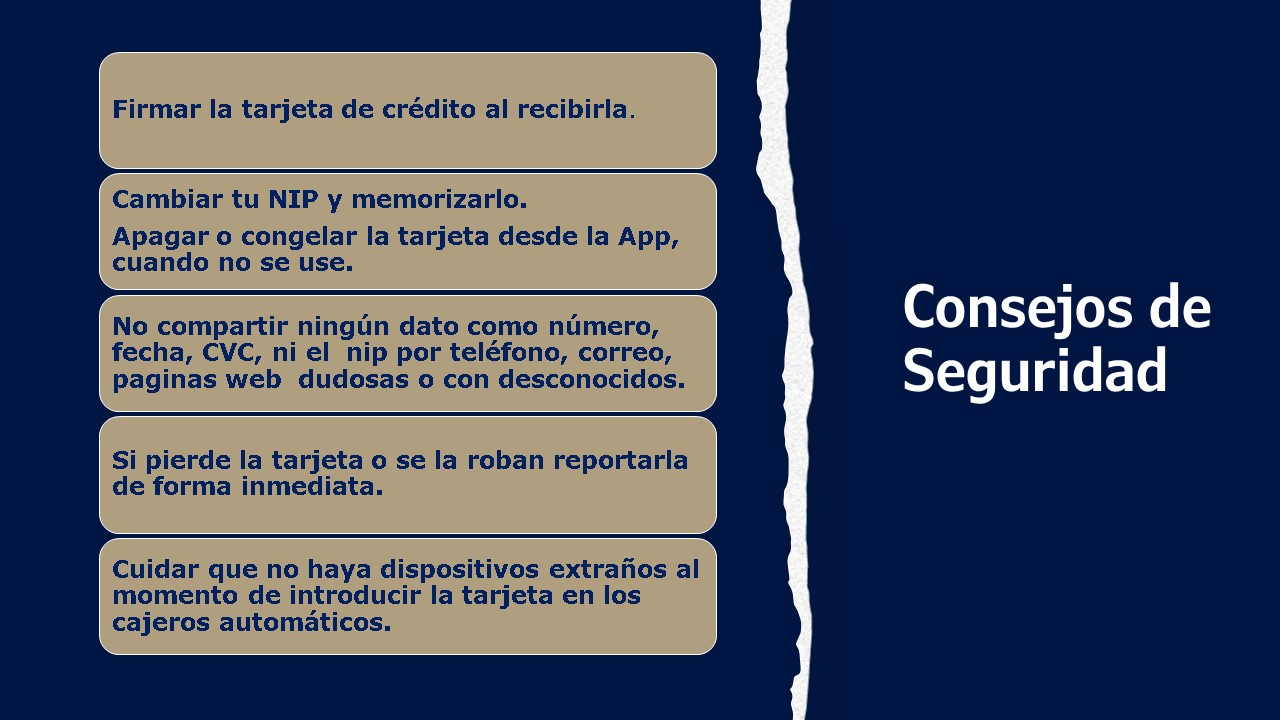 Firmar la tarjeta de crédito al recibirla.
Cambiar tu NIP y memorizarlo.
Apagar o congelar la tarjeta desde la App,
cuando no se use.
No compartir ningún dato como número,
fecha, CVC, ni el  nip por teléfono, correo,
paginas web  dudosas o con desconocidos.
Si pierde la tarjeta o se la roban reportarla
de forma inmediata.
Cuidar que no haya dispositivos extraños al
momento de introducir la tarjeta en los
cajeros automáticos.
Consejos de
Seguridad